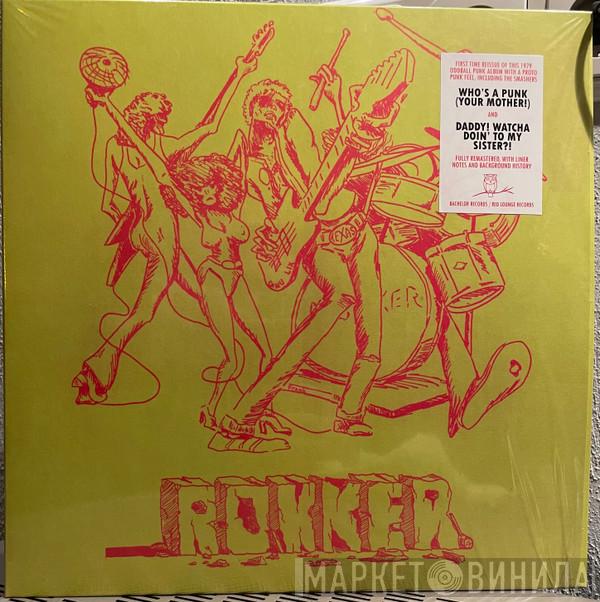 FIRST TIME REISSUE OF THIS 1979
ODDBALL PUNK ALBUM WITH A PROTO
PUNK FEEL, INCLUDING THE SMASHERS
WHO'S A PUNK
(YOUR MOTHER!)
AND
DADDY! WATCHA
DOIN' TO MY
SISTER?!
FULLY REMASTERED, WITH LINER
NOTES AND BACKGROUND HISTORY
BACHELOR RECORDS / RED LOUNGE RECORDS
TEXAS
KER
ROKKER
МАРКЕТ ВИНИЛА